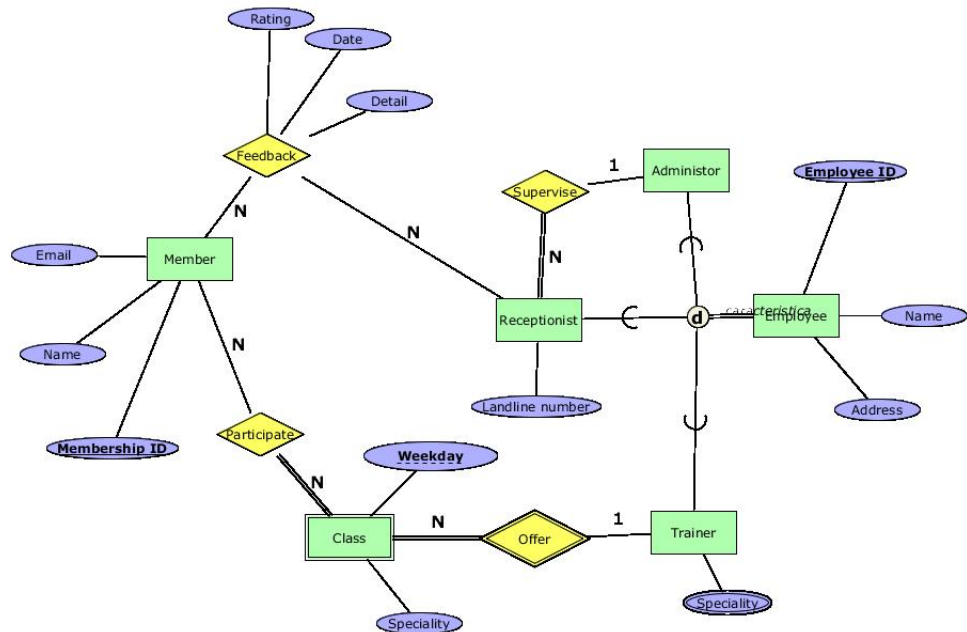 Rating
Date
Detail
Feedback
1
Administor
Supervise
Employee ID
N
N
N
Email
Member
Receptionist
d
característica
Employee
Name
N
Name
Landline number
Address
Participate
Membership ID
Weekday
N
N
1
Class
Offer
Trainer
Speciality
Speciality